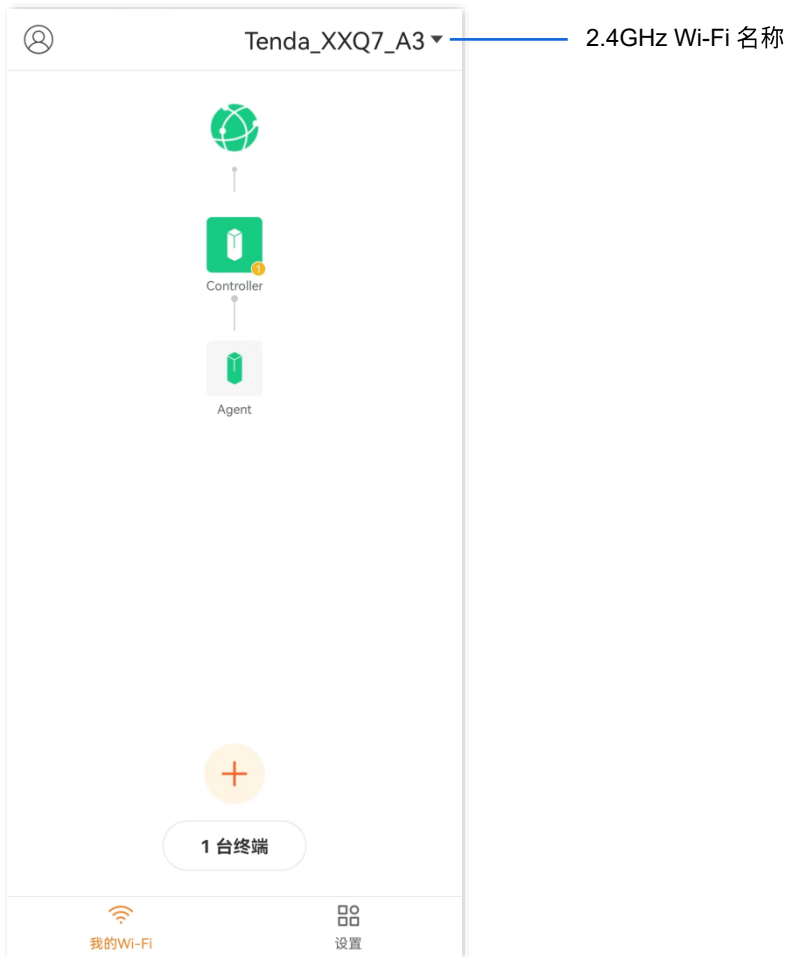 Tenda_XXQ7_A3
2.4GHz Wi-Fi 名称
1
Controller
Agent
1 台终端
我的Wi-Fi
设置